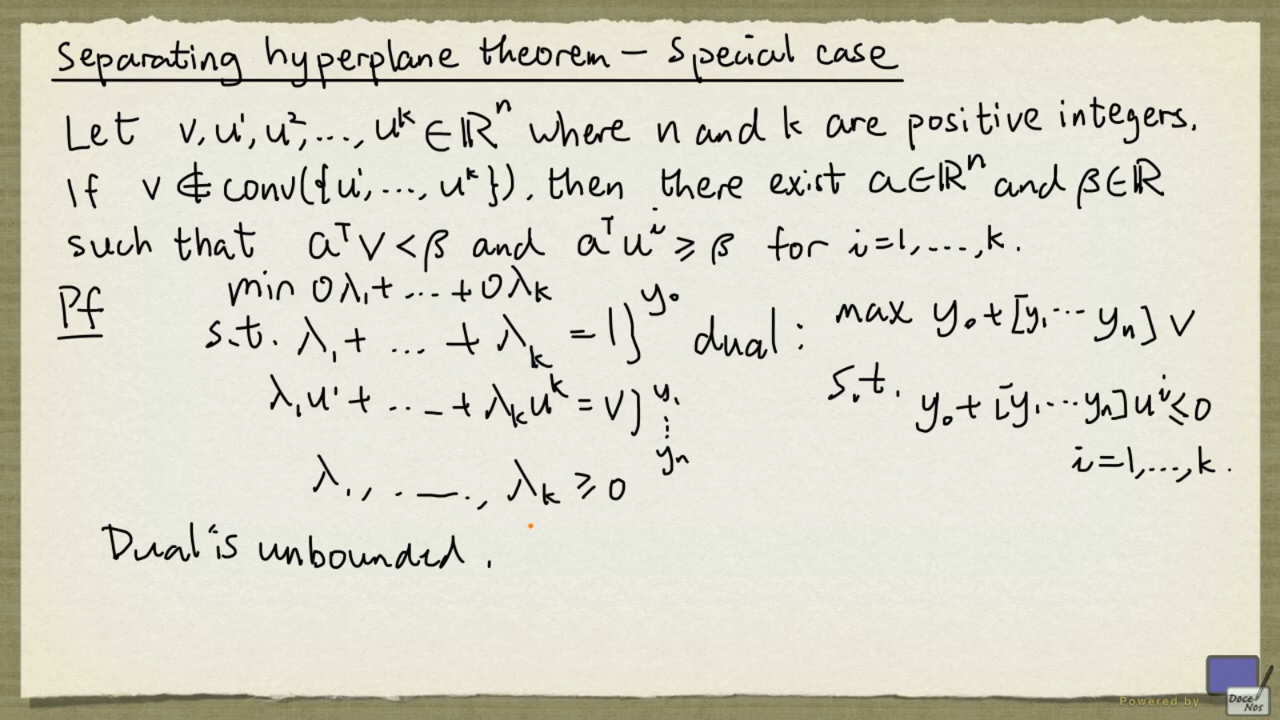 Separating hyperplane theorem – Special case
Let v, u¹, u², ..., uᵏ ∈ ℝⁿ where n and k are positive integers.
If v ∉ conv({u¹, ..., uᵏ}), then there exist a ∈ ℝⁿ and β ∈ ℝ
such that aᵀv < β and aᵀuⁱ ≥ β for i=1,....,k.
Pf
min 0λ₁ + ... + 0λₖ
s.t. λ₁ + ... + λₖ = 1} y₀
λ₁u¹ + ... + λₖuᵏ = v} y₁ ⋮ yₙ
λ₁, ..., λₖ ≥ 0
dual: max y₀ + [y₁ ... yₙ] v
s.t. y₀ + [y₁ ... yₙ] uⁱ ≤ 0
i=1,...,k.
Dual is unbounded.
Powered by
Doce Nos